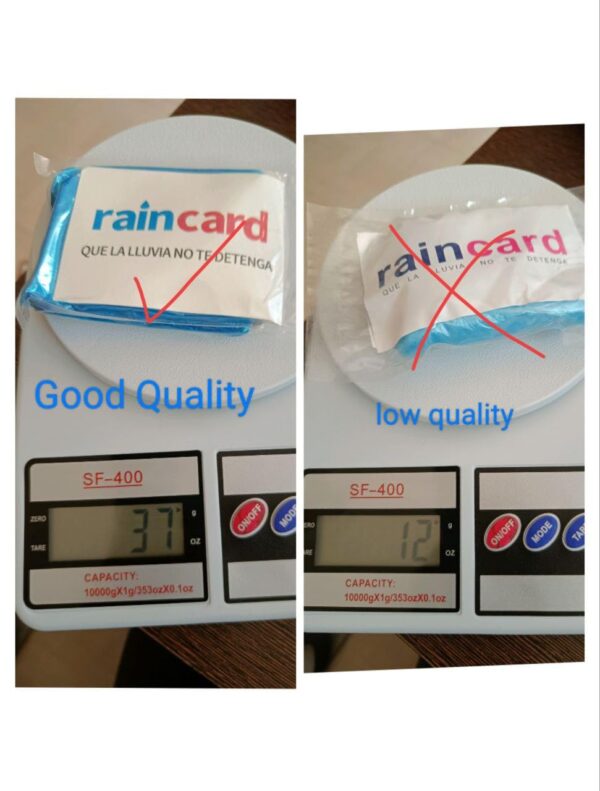 raincard
QUE LA LLUVIA NO TE DETENGA
Good Quality
SF-400
ZERO
TARE
37
g
OZ
ON/OFF
MODE
CAPACITY:
10000gX1g/353ozX0.1oz
raincard
QUE LA LLUVIA NO TE DETENGA
low quality
SF-400
12
g
OZ
ON/OFF
MODE
CAPACITY:
10000gX1g/353ozX0.1oz